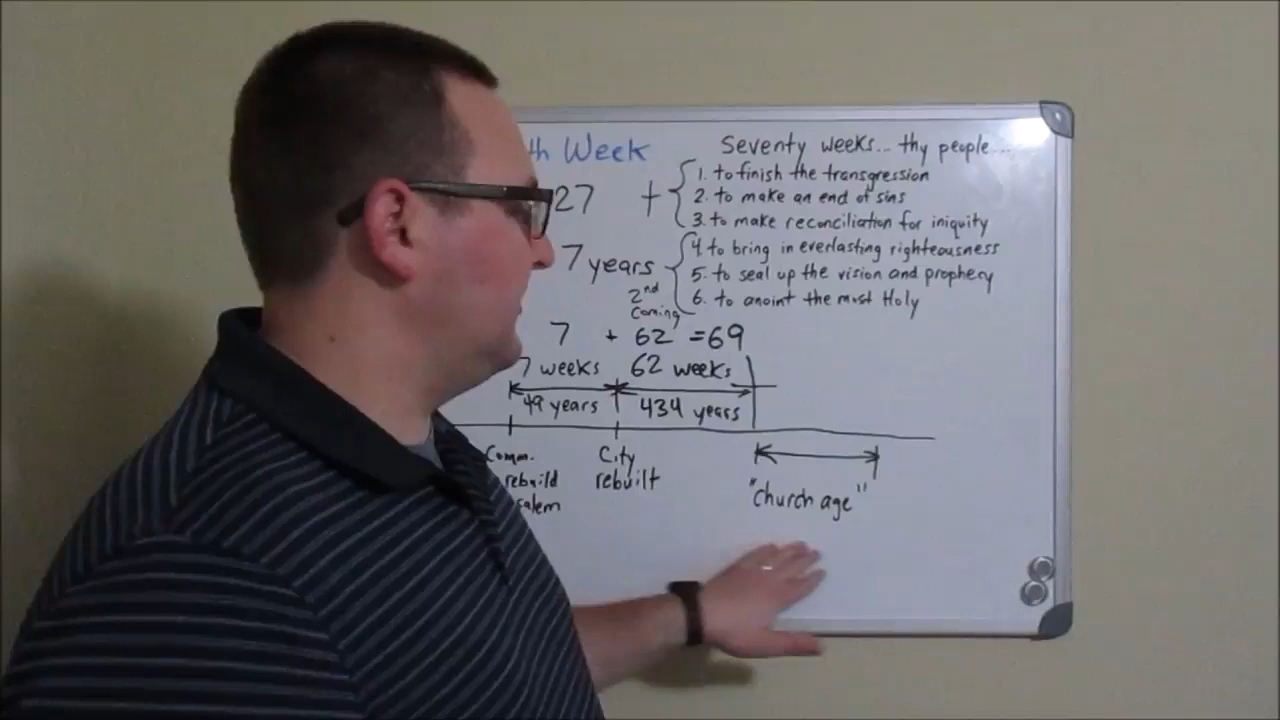 th Week
Seventy weeks... thy people...
1. to finish the transgression
2. to make an end of sins
3. to make reconciliation for iniquity
27 †
4 to bring in everlasting righteousness
5. to seal up the vision and prophecy
6. to anoint the most Holy
7 years
2nd
coming
7 + 62 =69
7 weeks 62 weeks
49 years 434 years
Comm.
rebuild
salem
City
rebuilt
"church age"